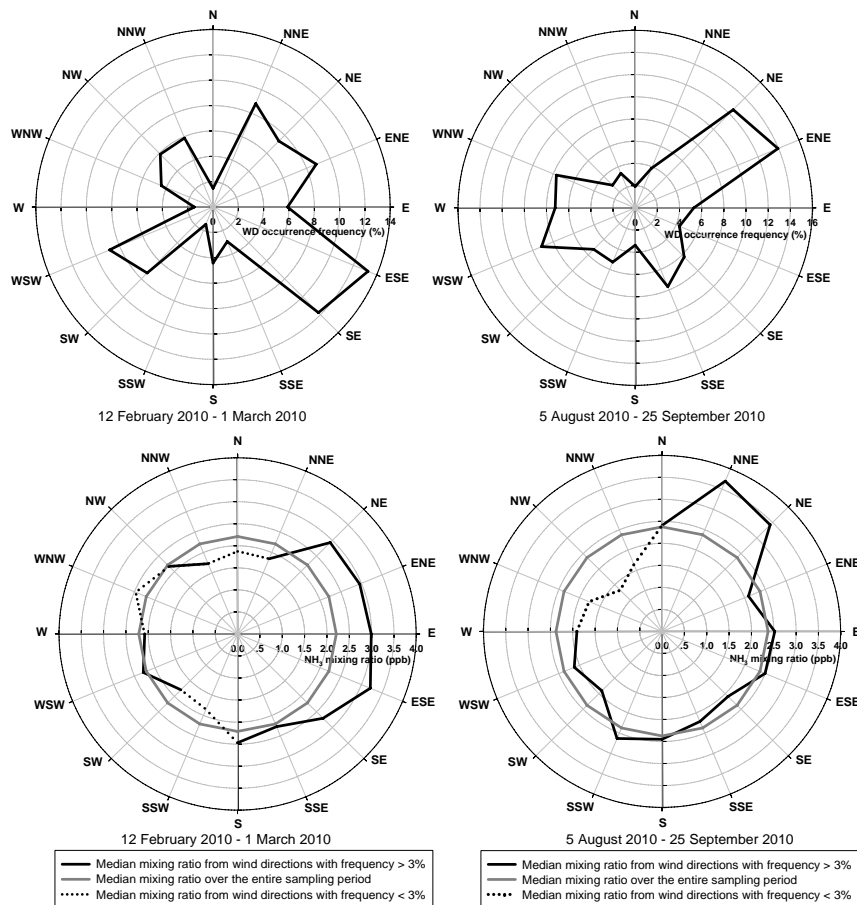 N
NNE
NE
ENE
E
ESE
SE
SSE
S
SSW
SW
WSW
W
WNW
NW
NNW
0 2 4 6 8 10 12 14
WD occurrence frequency (%)
12 February 2010 - 1 March 2010
N
NNE
NE
ENE
E
ESE
SE
SSE
S
SSW
SW
WSW
W
WNW
NW
NNW
0 2 4 6 8 10 12 14 16
WD occurrence frequency (%)
5 August 2010 - 25 September 2010
N
NNE
NE
ENE
E
ESE
SE
SSE
S
SSW
SW
WSW
W
WNW
NW
NNW
0.0 .5 1.0 1.5 2.0 2.5 3.0 3.5 4.0
NH3 mixing ratio (ppb)
12 February 2010 - 1 March 2010
Median mixing ratio from wind directions with frequency > 3%
Median mixing ratio over the entire sampling period
Median mixing ratio from wind directions with frequency < 3%
N
NNE
NE
ENE
E
ESE
SE
SSE
S
SSW
SW
WSW
W
WNW
NW
NNW
0.0 .5 1.0 1.5 2.0 2.5 3.0 3.5 4.0
NH3 mixing ratio (ppb)
5 August 2010 - 25 September 2010
Median mixing ratio from wind directions with frequency > 3%
Median mixing ratio over the entire sampling period
Median mixing ratio from wind directions with frequency < 3%